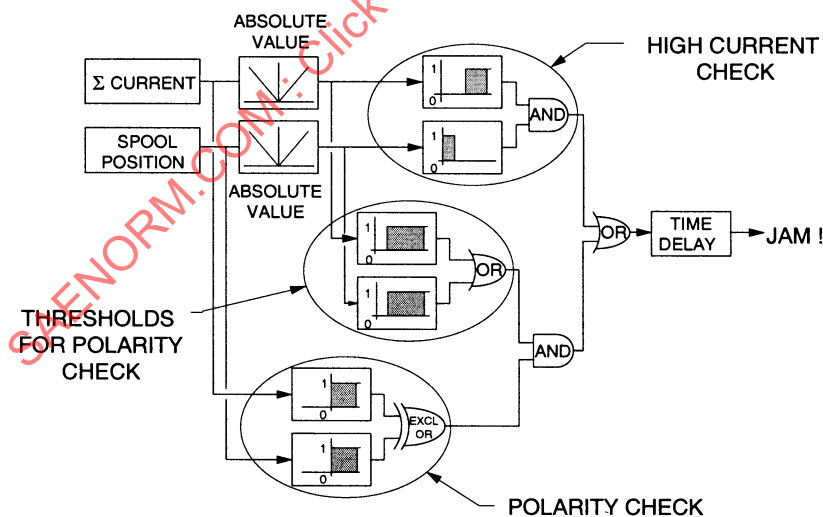 ABSOLUTE
VALUE
HIGH CURRENT
CHECK
Σ CURRENT
1
0
AND
SPOOL
POSITION
1
0
ABSOLUTE
VALUE
1
0
OR
1
0
OR
TIME
DELAY
JAM !
THRESHOLDS
FOR POLARITY
CHECK
AND
1
0
EXCL
OR
1
0
POLARITY CHECK
SAENORM.COM : Click